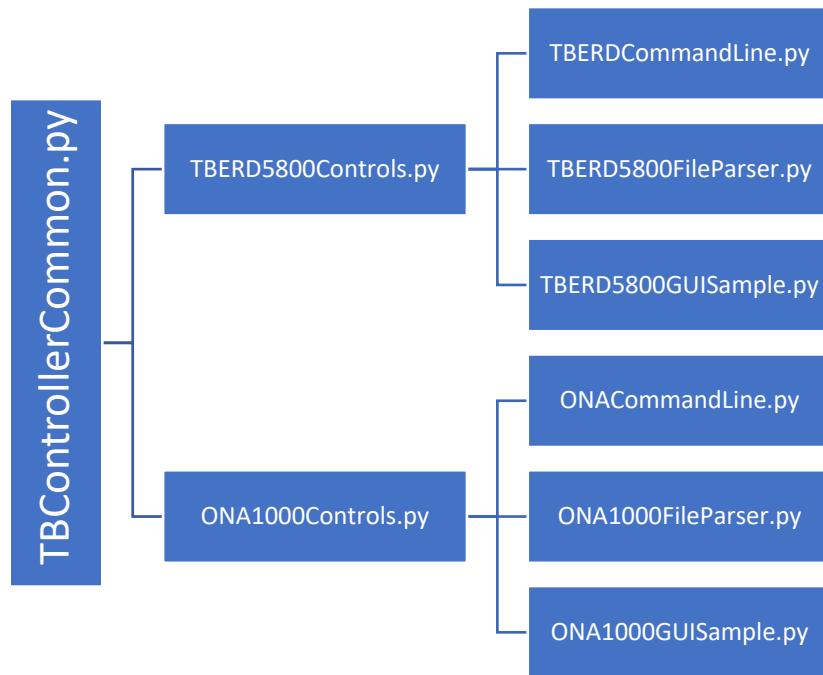 TBControllerCommon.py
TBERD5800Controls.py
TBERDCommandLine.py
TBERD5800FileParser.py
TBERD5800GUISample.py
ONA1000Controls.py
ONACommandLine.py
ONA1000FileParser.py
ONA1000GUISample.py